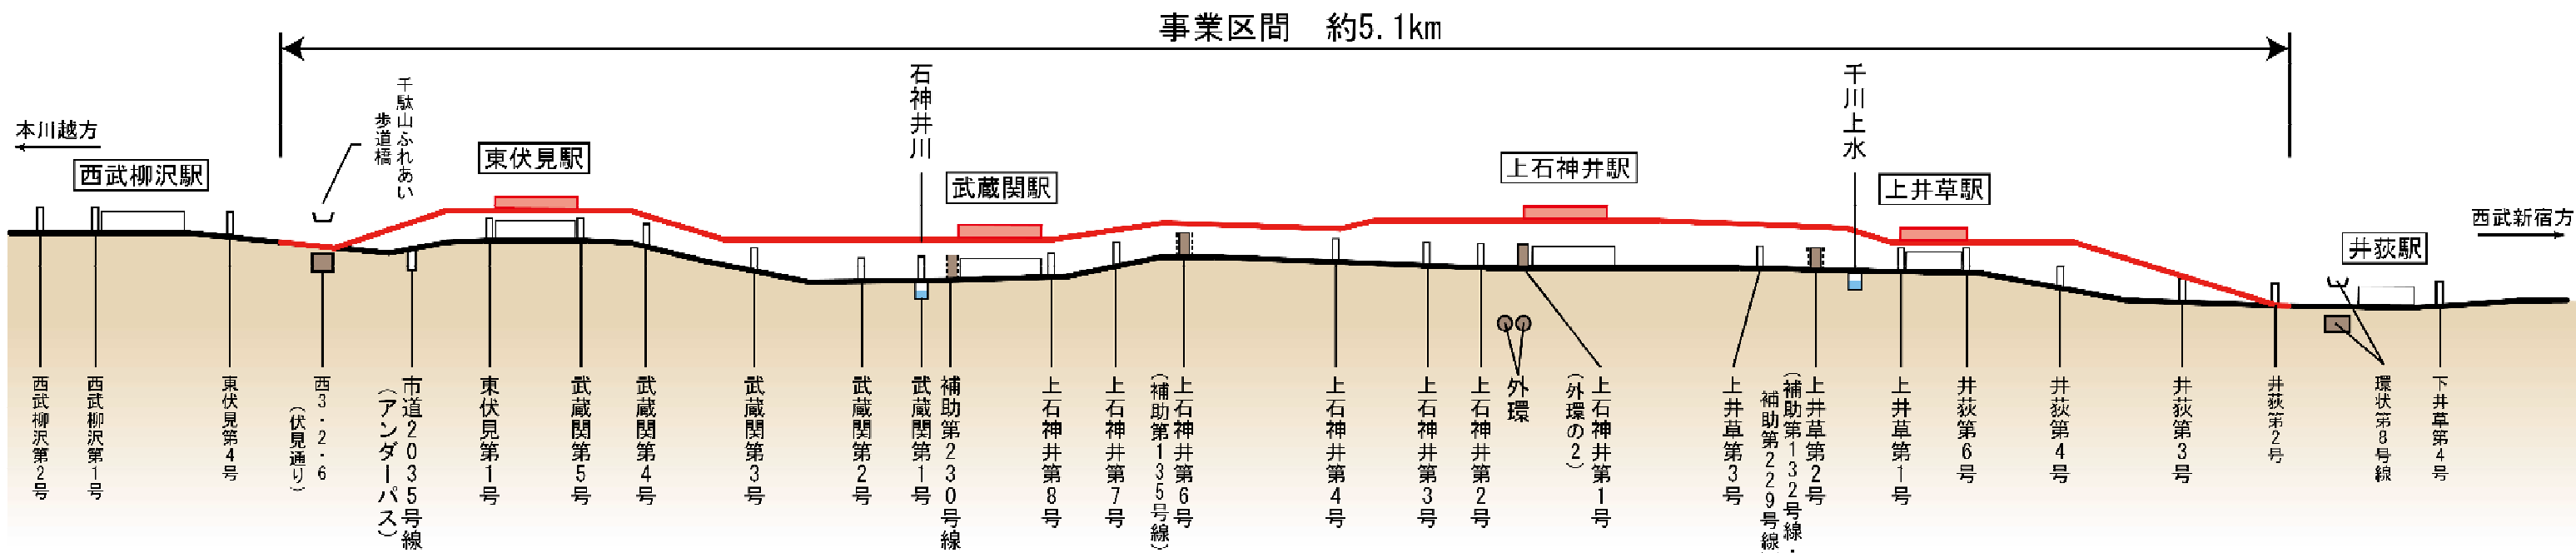 事業区間　約5.1km
本川越方
西武柳沢駅
千駄山ふれあい
歩道橋
東伏見駅
石神井川
武蔵関駅
上石神井駅
千川上水
上井草駅
井荻駅
西武新宿方
西武柳沢第2号
西武柳沢第1号
東伏見第4号
西3・2・6
（伏見通り）
市道2035号線
（アンダーパス）
東伏見第1号
武蔵関第5号
武蔵関第4号
武蔵関第3号
武蔵関第2号
武蔵関第1号
補助第230号線
上石神井第8号
上石神井第7号
上石神井第6号
（補助第135号線）
上石神井第4号
上石神井第3号
上石神井第2号
外環
上石神井第1号
（外環の2）
上井草第3号
上井草第2号
（補助第132号線・
補助第229号線
上井草第1号
井荻第6号
井荻第4号
井荻第3号
井荻第2号
環状第8号線
下井草第4号